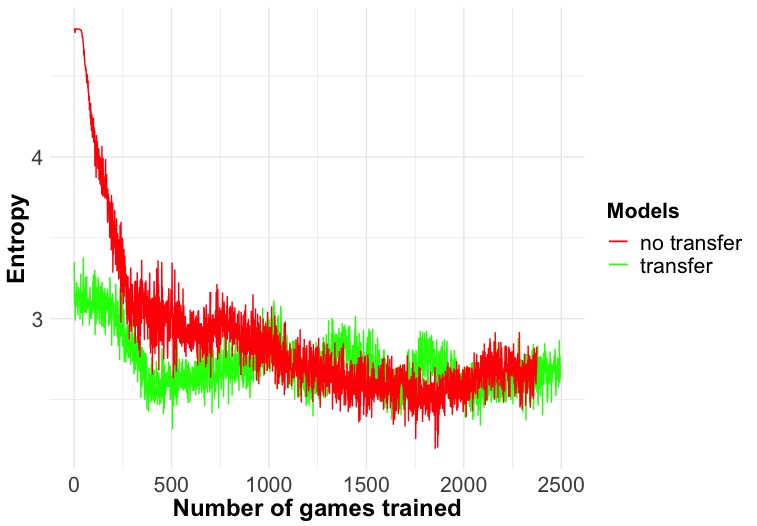 4
3
Entropy
0 500 1000 1500 2000 2500
Number of games trained
Models
no transfer
transfer